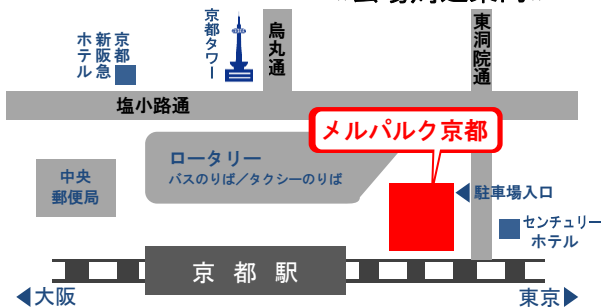 京都
新阪急
ホテル
京都タワー
烏丸通
東洞院通
塩小路通
メルパルク京都
ロータリー
バスのりば／タクシーのりば
中央
郵便局
◀駐車場入口
センチュリー
ホテル
京都駅
◀大阪
東京▶